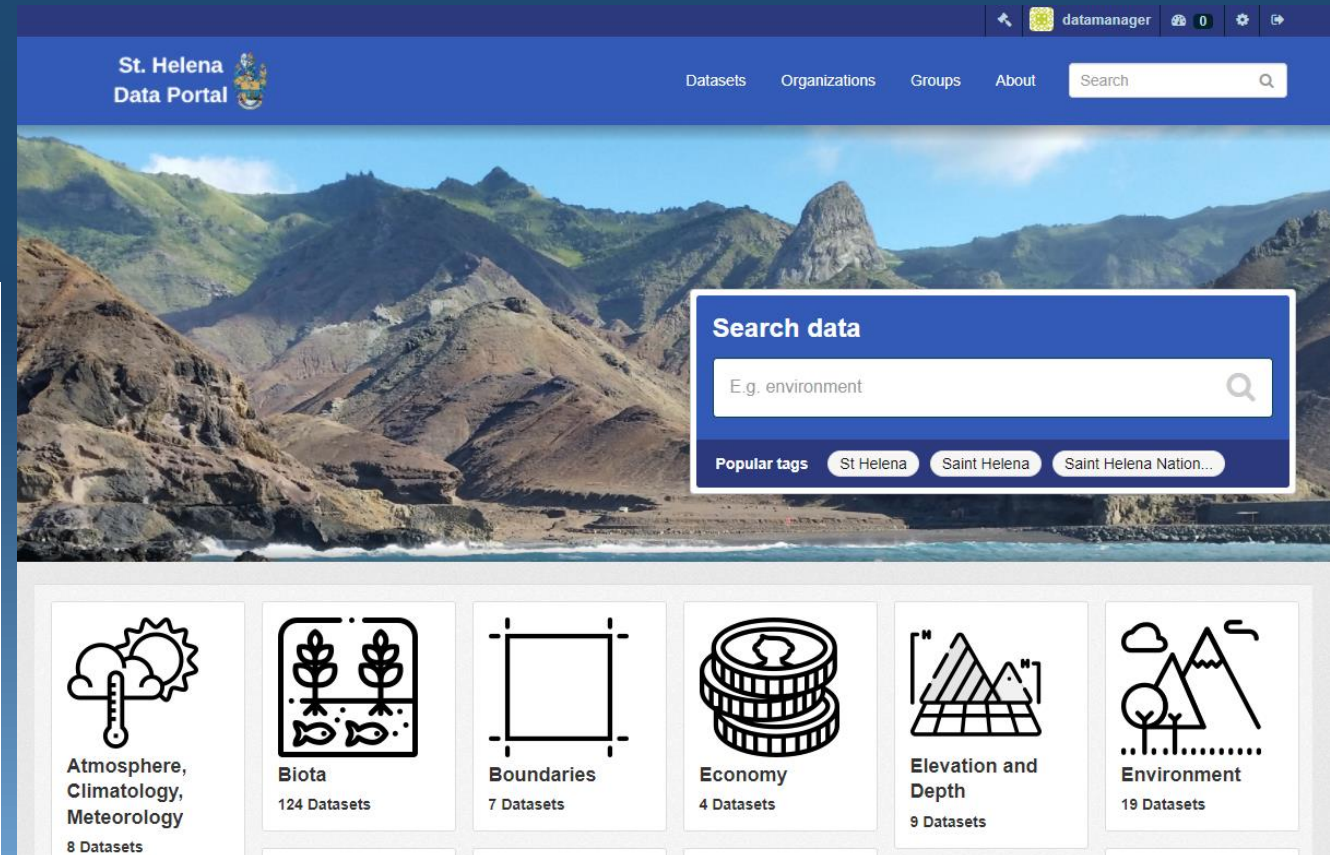 datamanager 0
St. Helena
Data Portal
Datasets Organizations Groups About Search
Search data
E.g. environment
Popular tags St Helena Saint Helena Saint Helena Nation...
Atmosphere,
Climatology,
Meteorology
8 Datasets
Biota
124 Datasets
Boundaries
7 Datasets
Economy
4 Datasets
Elevation and
Depth
9 Datasets
Environment
19 Datasets